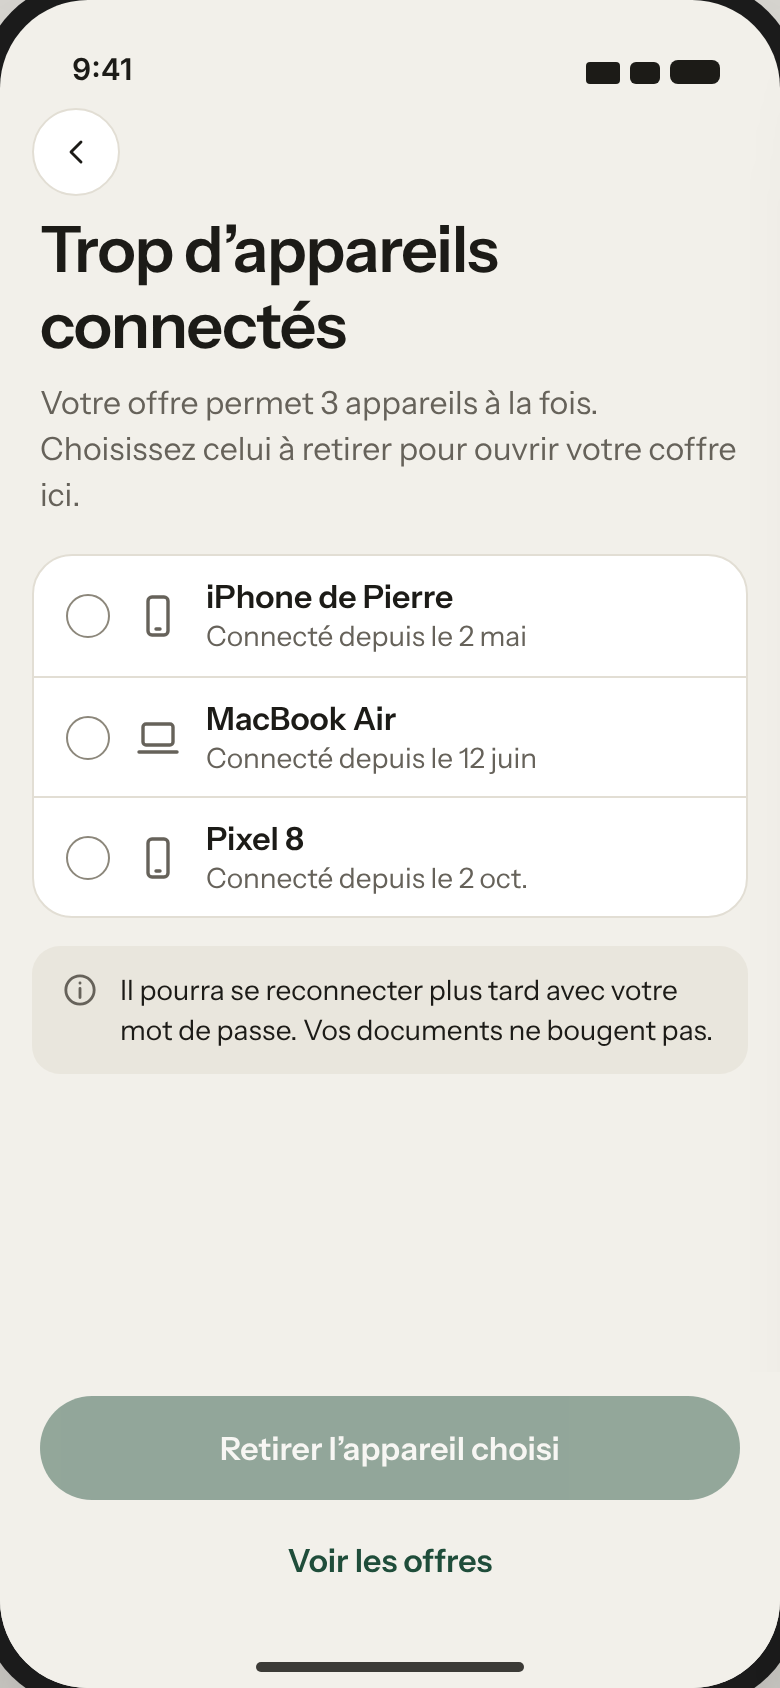 9:41
Trop d’appareils
connectés
Votre offre permet 3 appareils à la fois.
Choisissez celui à retirer pour ouvrir votre coffre
ici.
iPhone de Pierre
Connecté depuis le 2 mai
MacBook Air
Connecté depuis le 12 juin
Pixel 8
Connecté depuis le 2 oct.
Il pourra se reconnecter plus tard avec votre
mot de passe. Vos documents ne bougent pas.
Retirer l’appareil choisi
Voir les offres